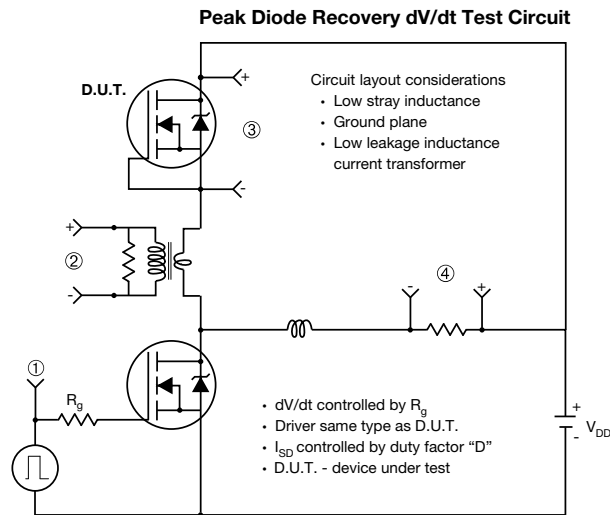 Peak Diode Recovery dV/dt Test Circuit
D.U.T.
+
Circuit layout considerations
• Low stray inductance
• Ground plane
• Low leakage inductance
current transformer
③
-
+
②
-
④
-
+
①
Rg
• dV/dt controlled by Rg
• Driver same type as D.U.T.
• ISD controlled by duty factor “D”
• D.U.T. - device under test
+
-
VDD